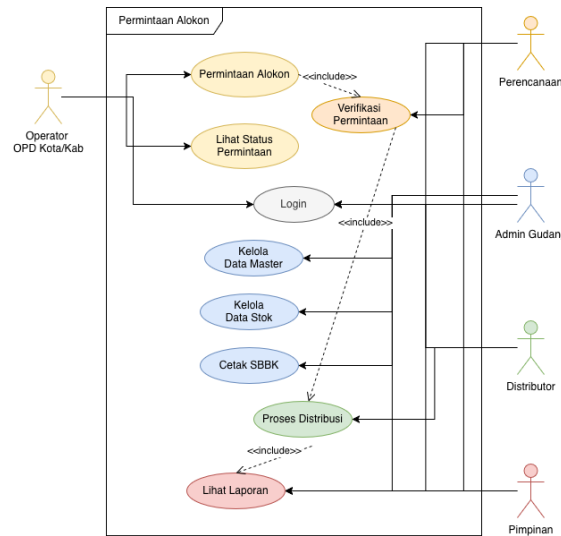 Permintaan Alokon
Permintaan Alokon
<<include>>
Verifikasi
Permintaan
Perencanaan
Operator
OPD Kota/Kab
Lihat Status
Permintaan
Login
<<include>>
Admin Gudang
Kelola
Data Master
Kelola
Data Stok
Cetak SBBK
Distributor
Proses Distribusi
<<include>>
Lihat Laporan
Pimpinan